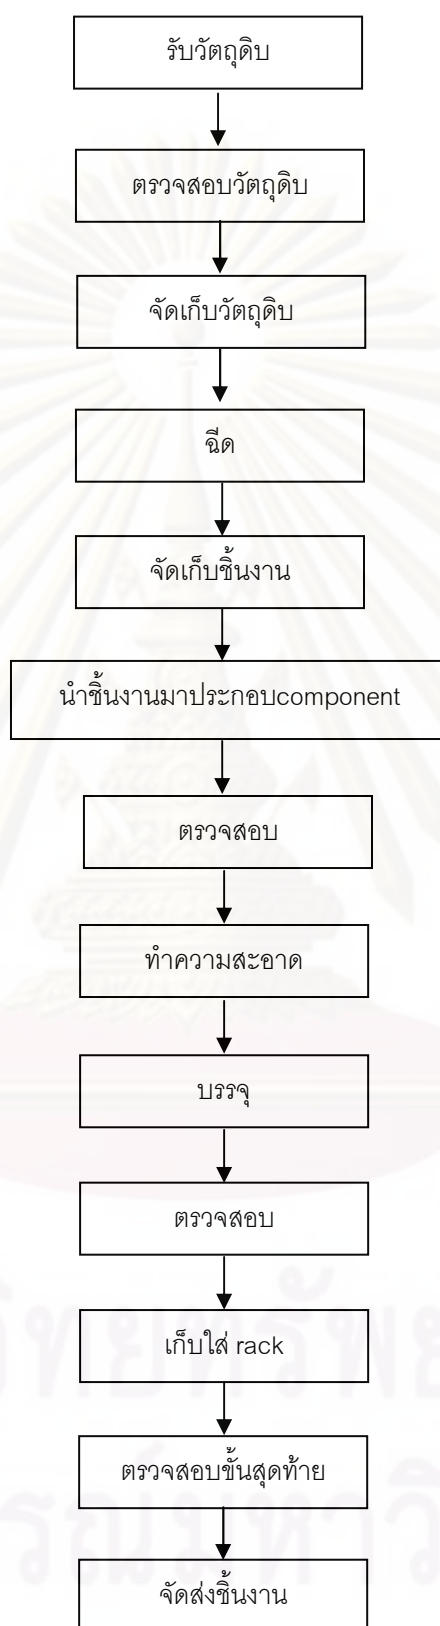 รับวัตถุดิบ
ตรวจสอบวัตถุดิบ
จัดเก็บวัตถุดิบ
ฉีด
จัดเก็บชิ้นงาน
นำชิ้นงานมาประกอบcomponent
ตรวจสอบ
ทำความสะอาด
บรรจุ
ตรวจสอบ
เก็บใส่ rack
ตรวจสอบขั้นสุดท้าย
จัดส่งชิ้นงาน